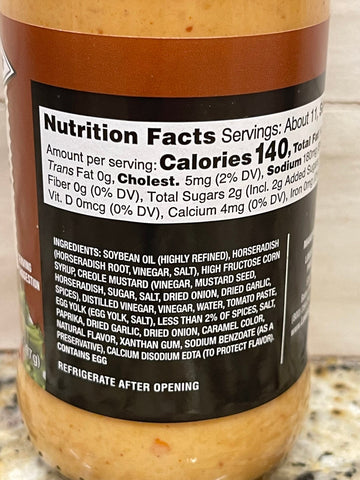 Nutrition Facts Servings: About 11,
Amount per serving: Calories 140, Total Fat
Trans Fat 0g, Cholest. 5mg (2% DV), Sodium 180mg
Fiber 0g (0% DV), Total Sugars 2g (Incl. 2g Added Sugars
Vit. D 0mcg (0% DV), Calcium 4mg (0% DV), Iron 0mg
INGREDIENTS: SOYBEAN OIL (HIGHLY REFINED), HORSERADISH
(HORSERADISH ROOT, VINEGAR, SALT), HIGH FRUCTOSE CORN
SYRUP, CREOLE MUSTARD (VINEGAR, MUSTARD SEED,
HORSERADISH, SUGAR, SALT, DRIED ONION, DRIED GARLIC,
SPICES), DISTILLED VINEGAR, VINEGAR, WATER, TOMATO PASTE,
EGG YOLK (EGG YOLK, SALT), LESS THAN 2% OF SPICES, SALT,
PAPRIKA, DRIED GARLIC, DRIED ONION, CARAMEL COLOR,
NATURAL FLAVOR, XANTHAN GUM, SODIUM BENZOATE (AS A
PRESERVATIVE), CALCIUM DISODIUM EDTA (TO PROTECT FLAVOR).
CONTAINS EGG
REFRIGERATE AFTER OPENING